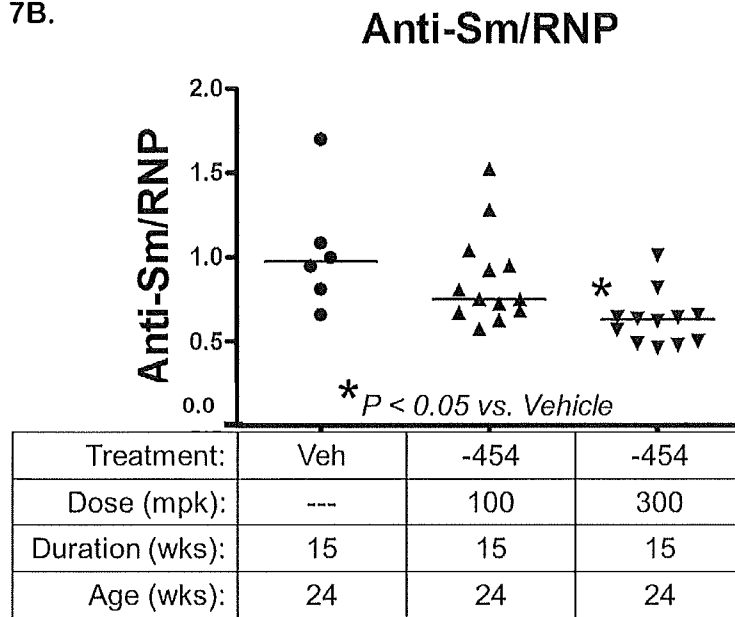 7B.
Anti-Sm/RNP
Anti-Sm/RNP
2.0
1.5
1.0
0.5
0.0
*
* P < 0.05 vs. Vehicle
Treatment: Veh -454 -454
Dose (mpk): --- 100 300
Duration (wks): 15 15 15
Age (wks): 24 24 24